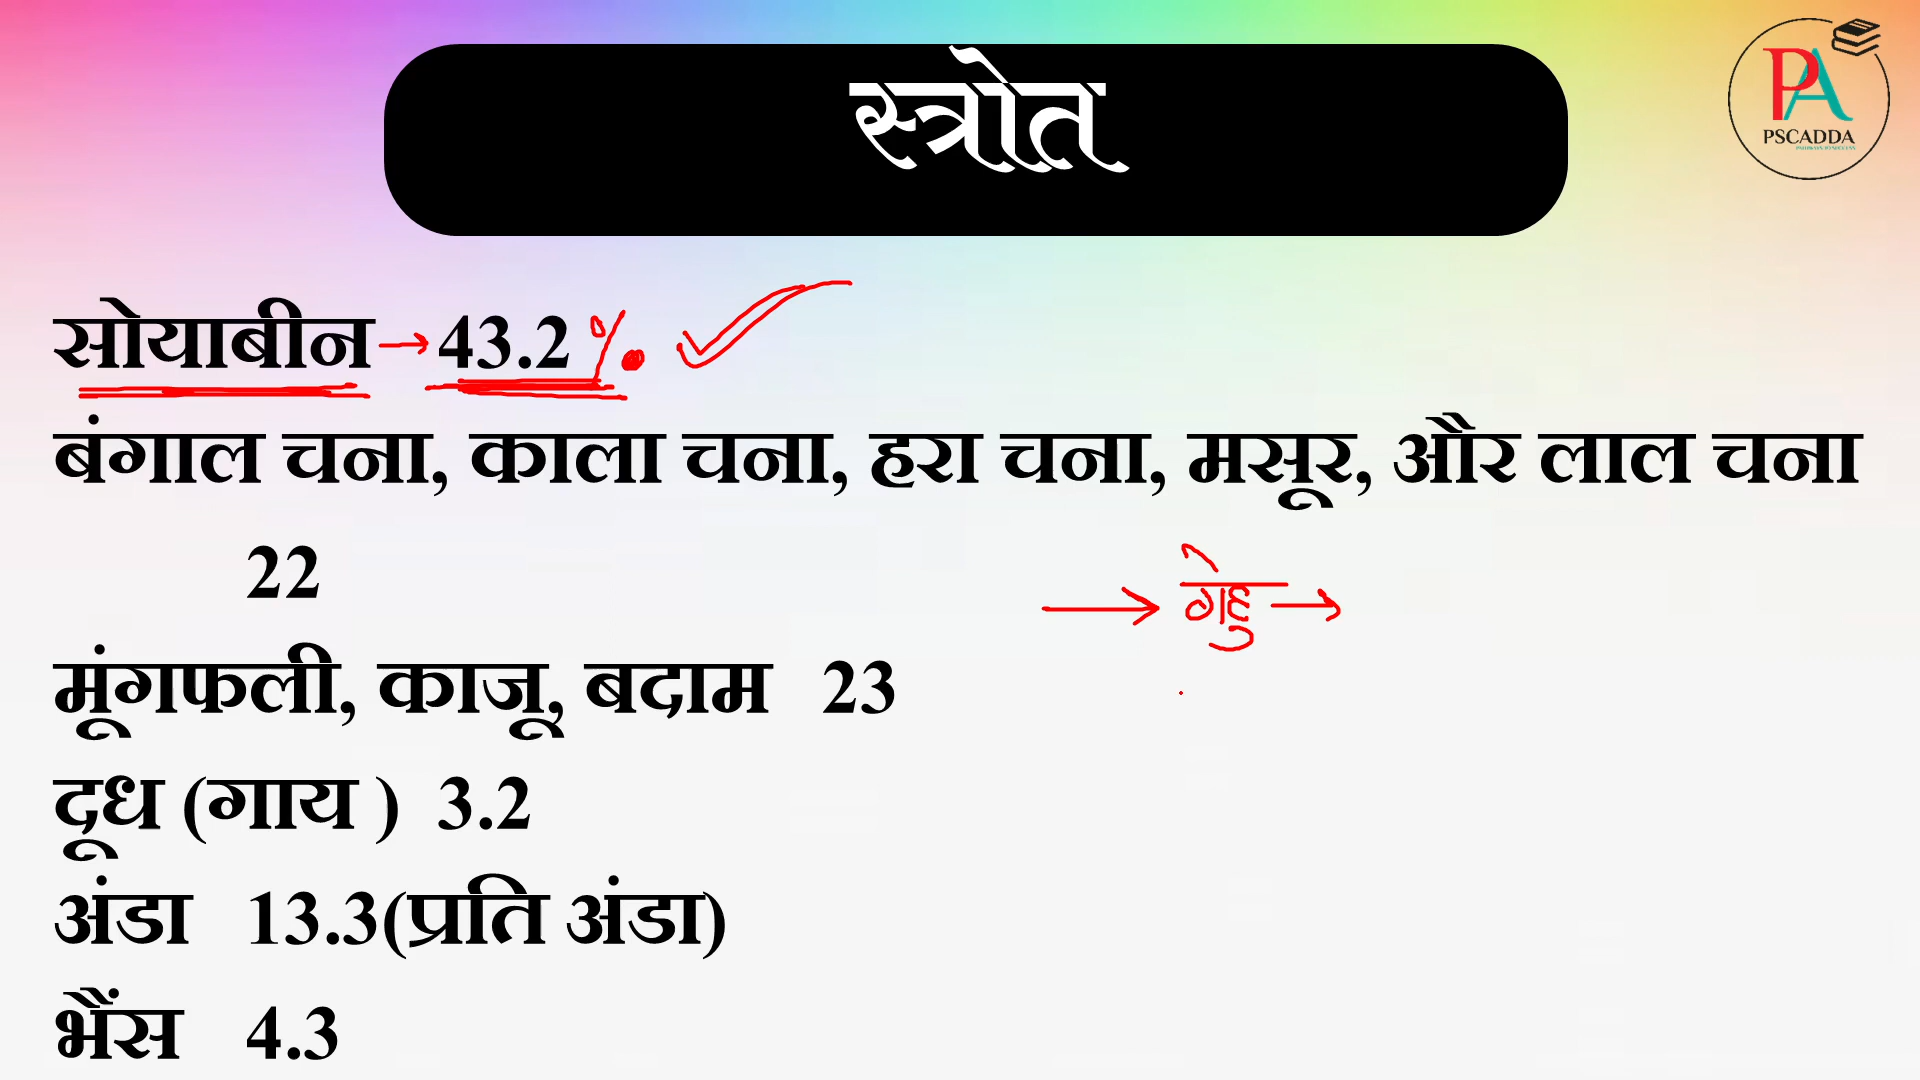 स्त्रोत
PSCADDA
सोयाबीन → 43.2 %.
बंगाल चना, काला चना, हरा चना, मसूर, और लाल चना
22
→ गेहु →
मूंगफली, काजू, बदाम 23
दूध (गाय ) 3.2
अंडा 13.3(प्रति अंडा)
भैंस 4.3